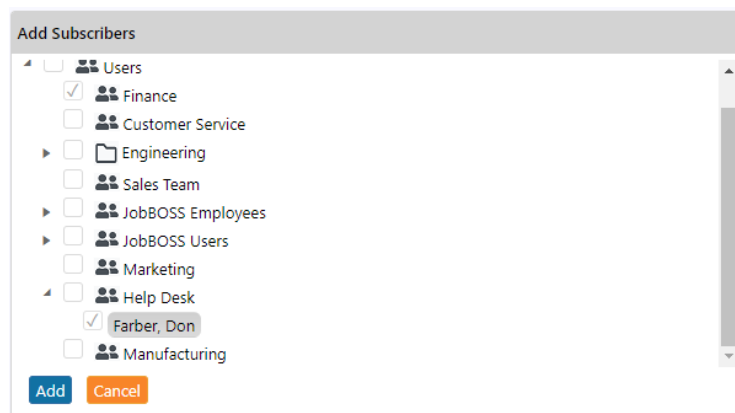 Add Subscribers
Users
Finance
Customer Service
Engineering
Sales Team
JobBOSS Employees
JobBOSS Users
Marketing
Help Desk
Farber, Don
Manufacturing
Add Cancel